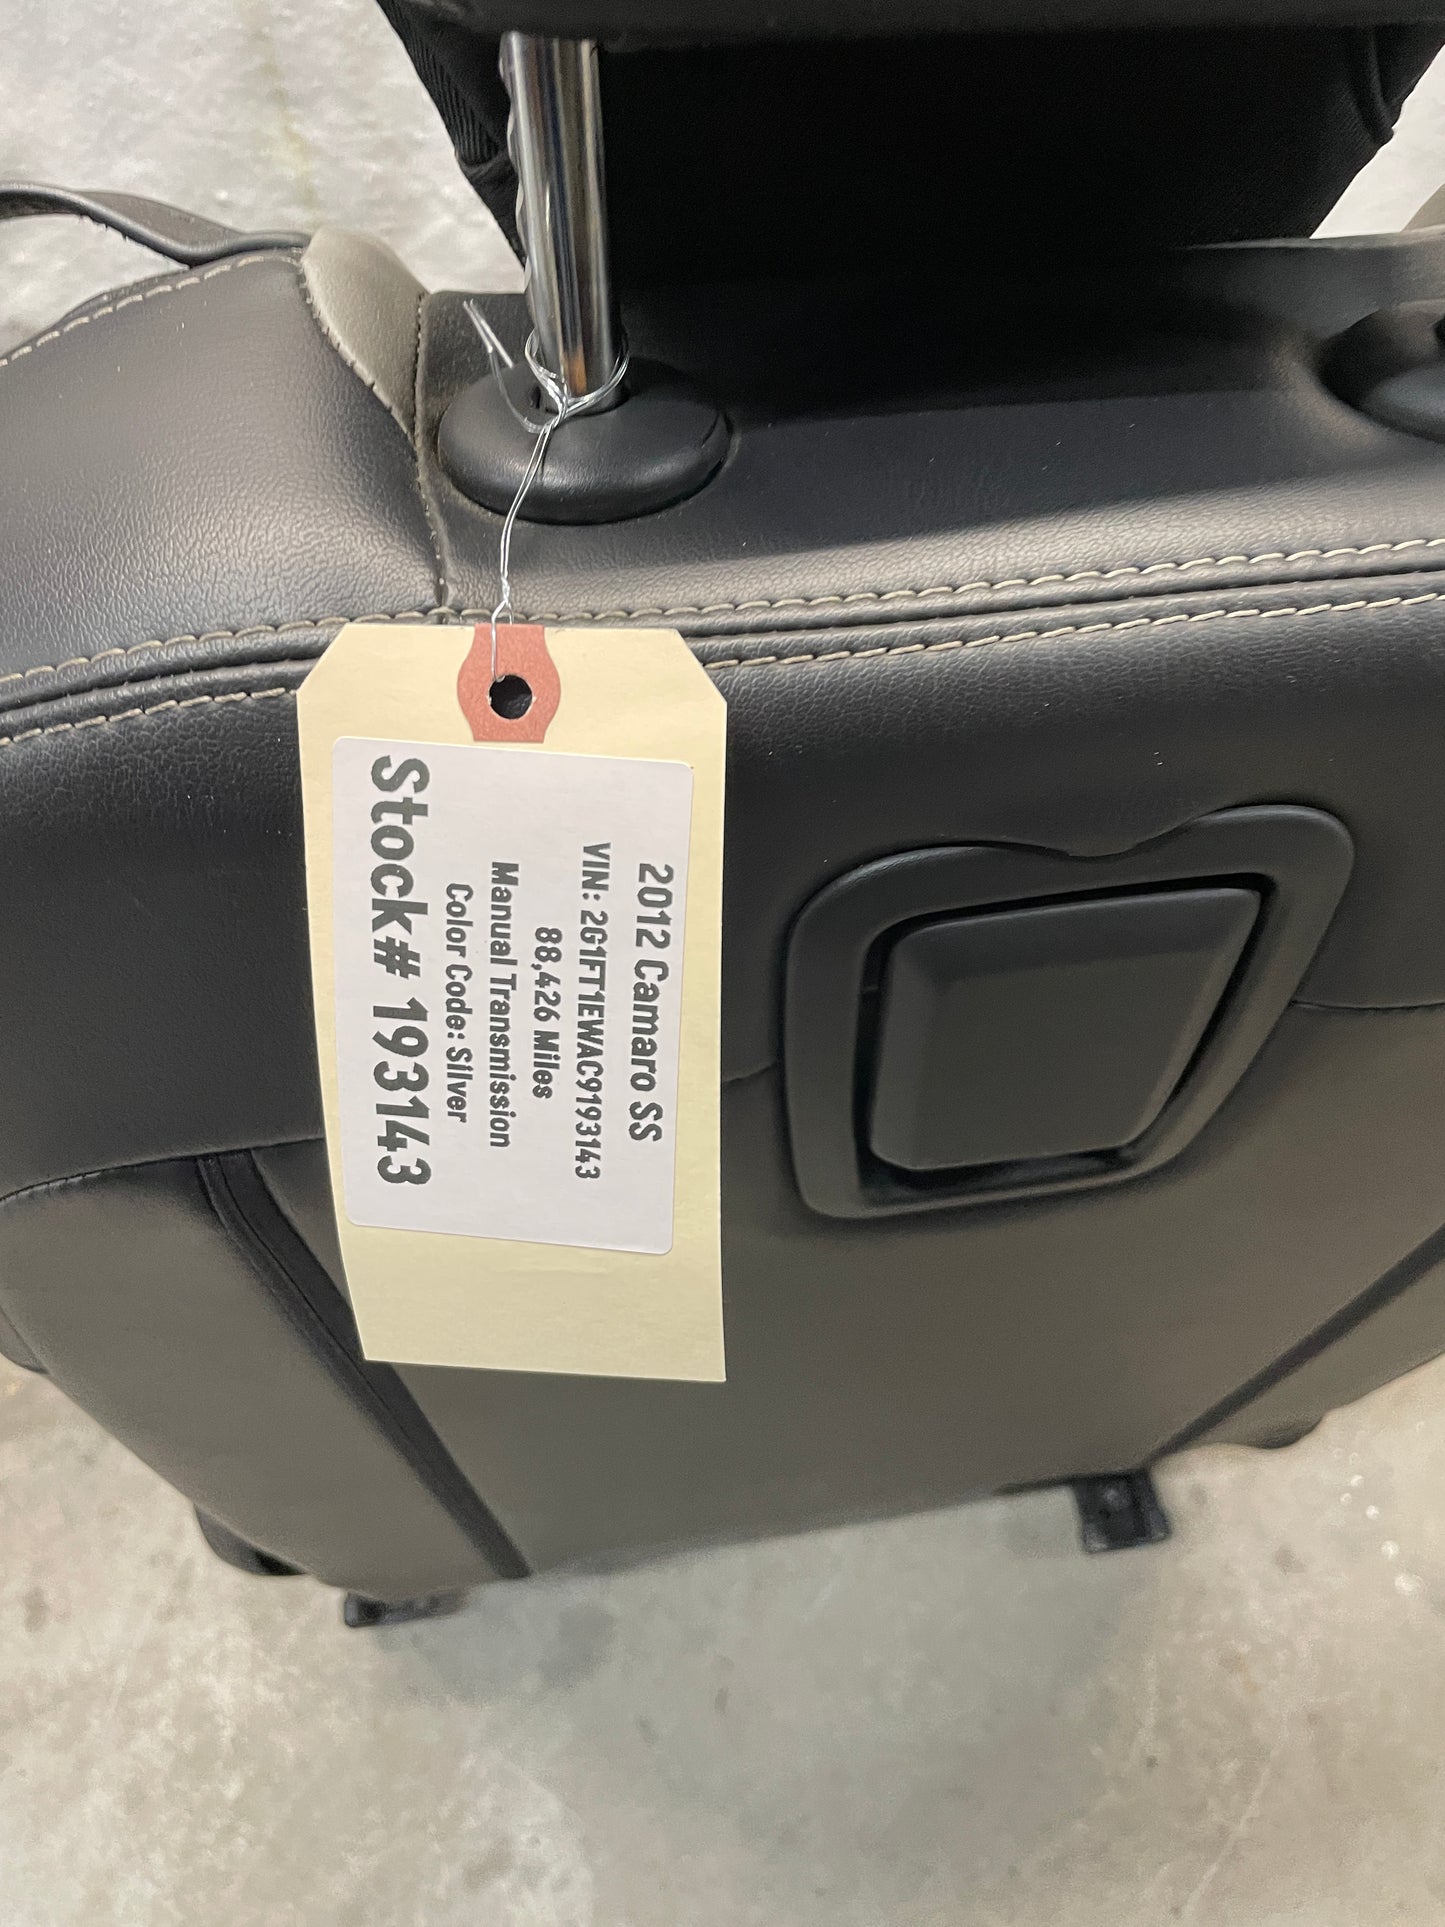 2012 Camaro SS
VIN: 2G1FT1EWAC9193143
88,426 Miles
Manual Transmission
Color Code: Silver
Stock# 193143